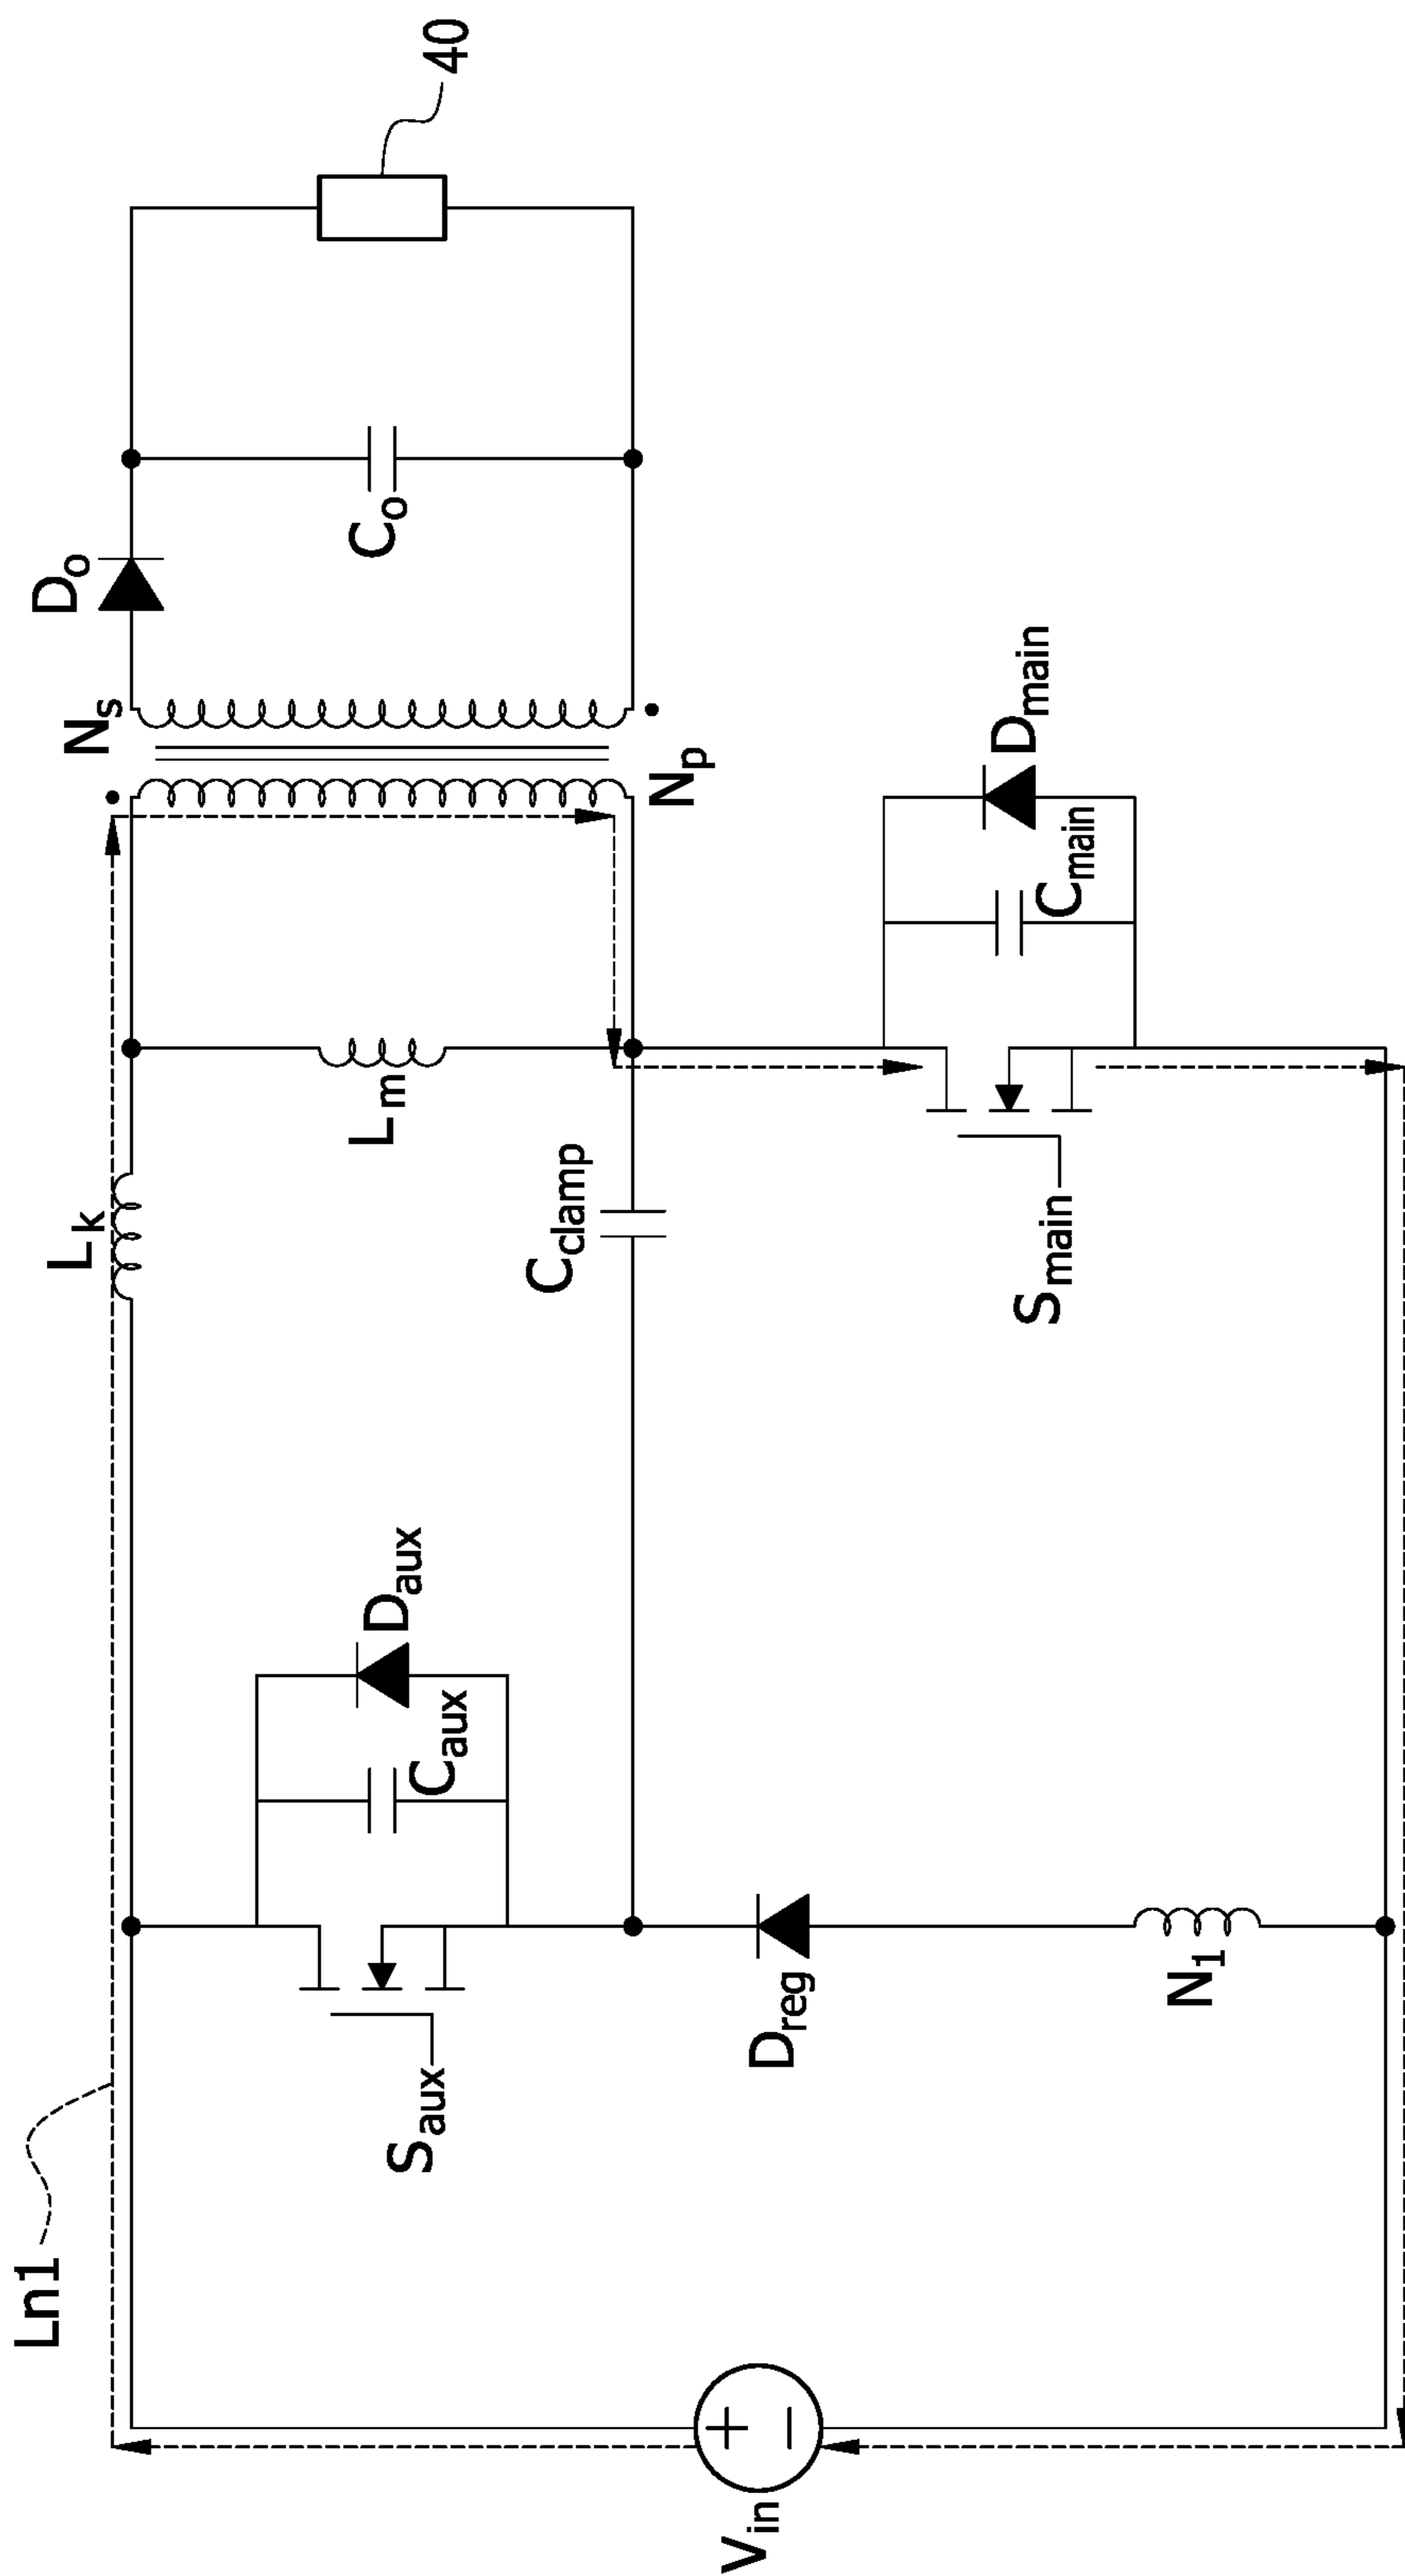 Ln1
Lk
Ns
Do
40
Saux
Caux
Daux
Lm
Co
Cclamp
Np
Vin
+
−
Dreg
N1
Smain
Cmain
Dmain